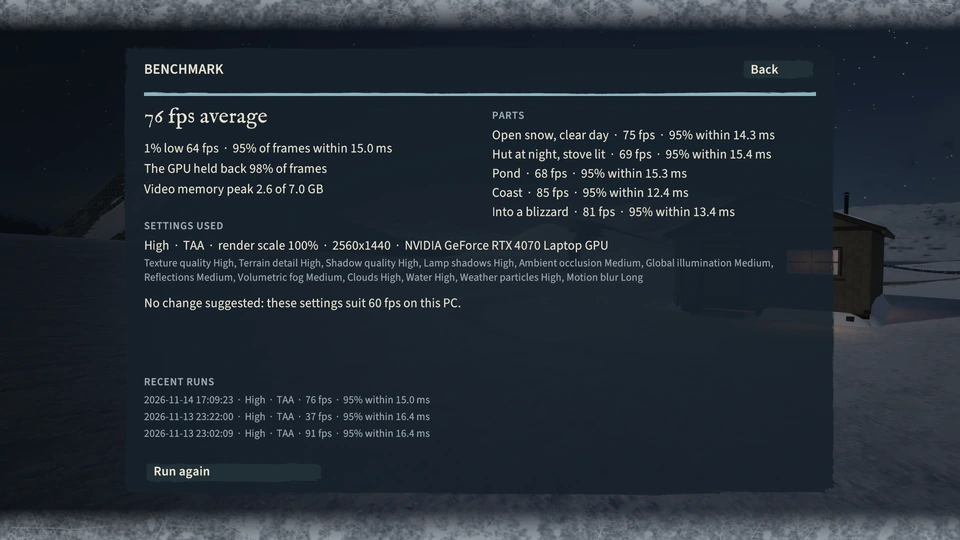 BENCHMARK
Back
76 fps average
1% low 64 fps · 95% of frames within 15.0 ms
The GPU held back 98% of frames
Video memory peak 2.6 of 7.0 GB
PARTS
Open snow, clear day · 75 fps · 95% within 14.3 ms
Hut at night, stove lit · 69 fps · 95% within 15.4 ms
Pond · 68 fps · 95% within 15.3 ms
Coast · 85 fps · 95% within 12.4 ms
Into a blizzard · 81 fps · 95% within 13.4 ms
SETTINGS USED
High · TAA · render scale 100% · 2560x1440 · NVIDIA GeForce RTX 4070 Laptop GPU
Texture quality High, Terrain detail High, Shadow quality High, Lamp shadows High, Ambient occlusion Medium, Global illumination Medium,
Reflections Medium, Volumetric fog Medium, Clouds High, Water High, Weather particles High, Motion blur Long
No change suggested: these settings suit 60 fps on this PC.
RECENT RUNS
2026-11-14 17:09:23 · High · TAA · 76 fps · 95% within 15.0 ms
2026-11-13 23:22:00 · High · TAA · 37 fps · 95% within 16.4 ms
2026-11-13 23:02:09 · High · TAA · 91 fps · 95% within 16.4 ms
Run again